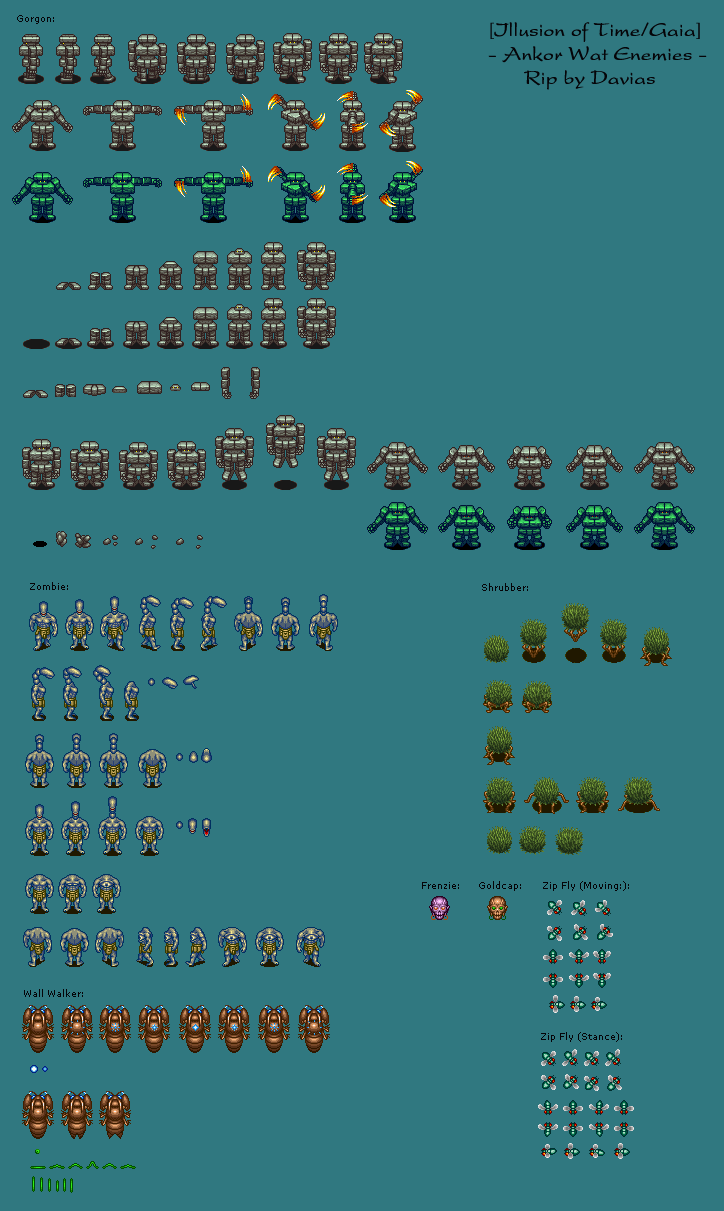 Gorgon:
[Illusion of Time/Gaia]
- Ankor Wat Enemies -
Rip by Davias
Zombie:
Shrubber:
Frenzie:
Goldcap:
Zip Fly (Moving:):
Wall Walker:
Zip Fly (Stance):